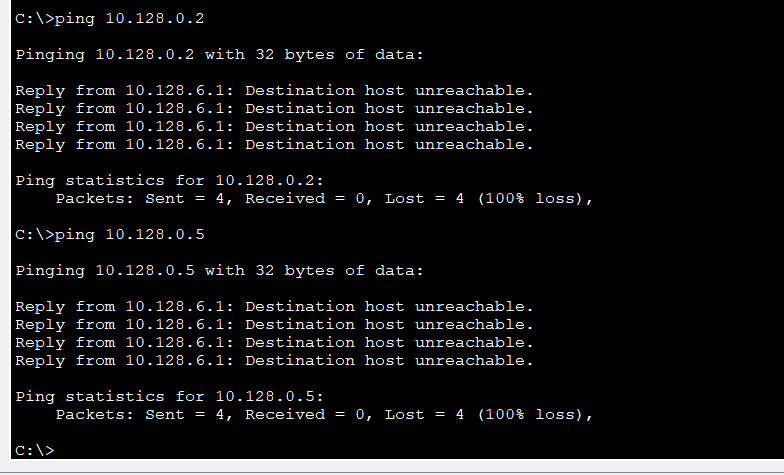 C:\>ping 10.128.0.2
Pinging 10.128.0.2 with 32 bytes of data:
Reply from 10.128.6.1: Destination host unreachable.
Reply from 10.128.6.1: Destination host unreachable.
Reply from 10.128.6.1: Destination host unreachable.
Reply from 10.128.6.1: Destination host unreachable.
Ping statistics for 10.128.0.2:
    Packets: Sent = 4, Received = 0, Lost = 4 (100% loss),
C:\>ping 10.128.0.5
Pinging 10.128.0.5 with 32 bytes of data:
Reply from 10.128.6.1: Destination host unreachable.
Reply from 10.128.6.1: Destination host unreachable.
Reply from 10.128.6.1: Destination host unreachable.
Reply from 10.128.6.1: Destination host unreachable.
Ping statistics for 10.128.0.5:
    Packets: Sent = 4, Received = 0, Lost = 4 (100% loss),
C:\>